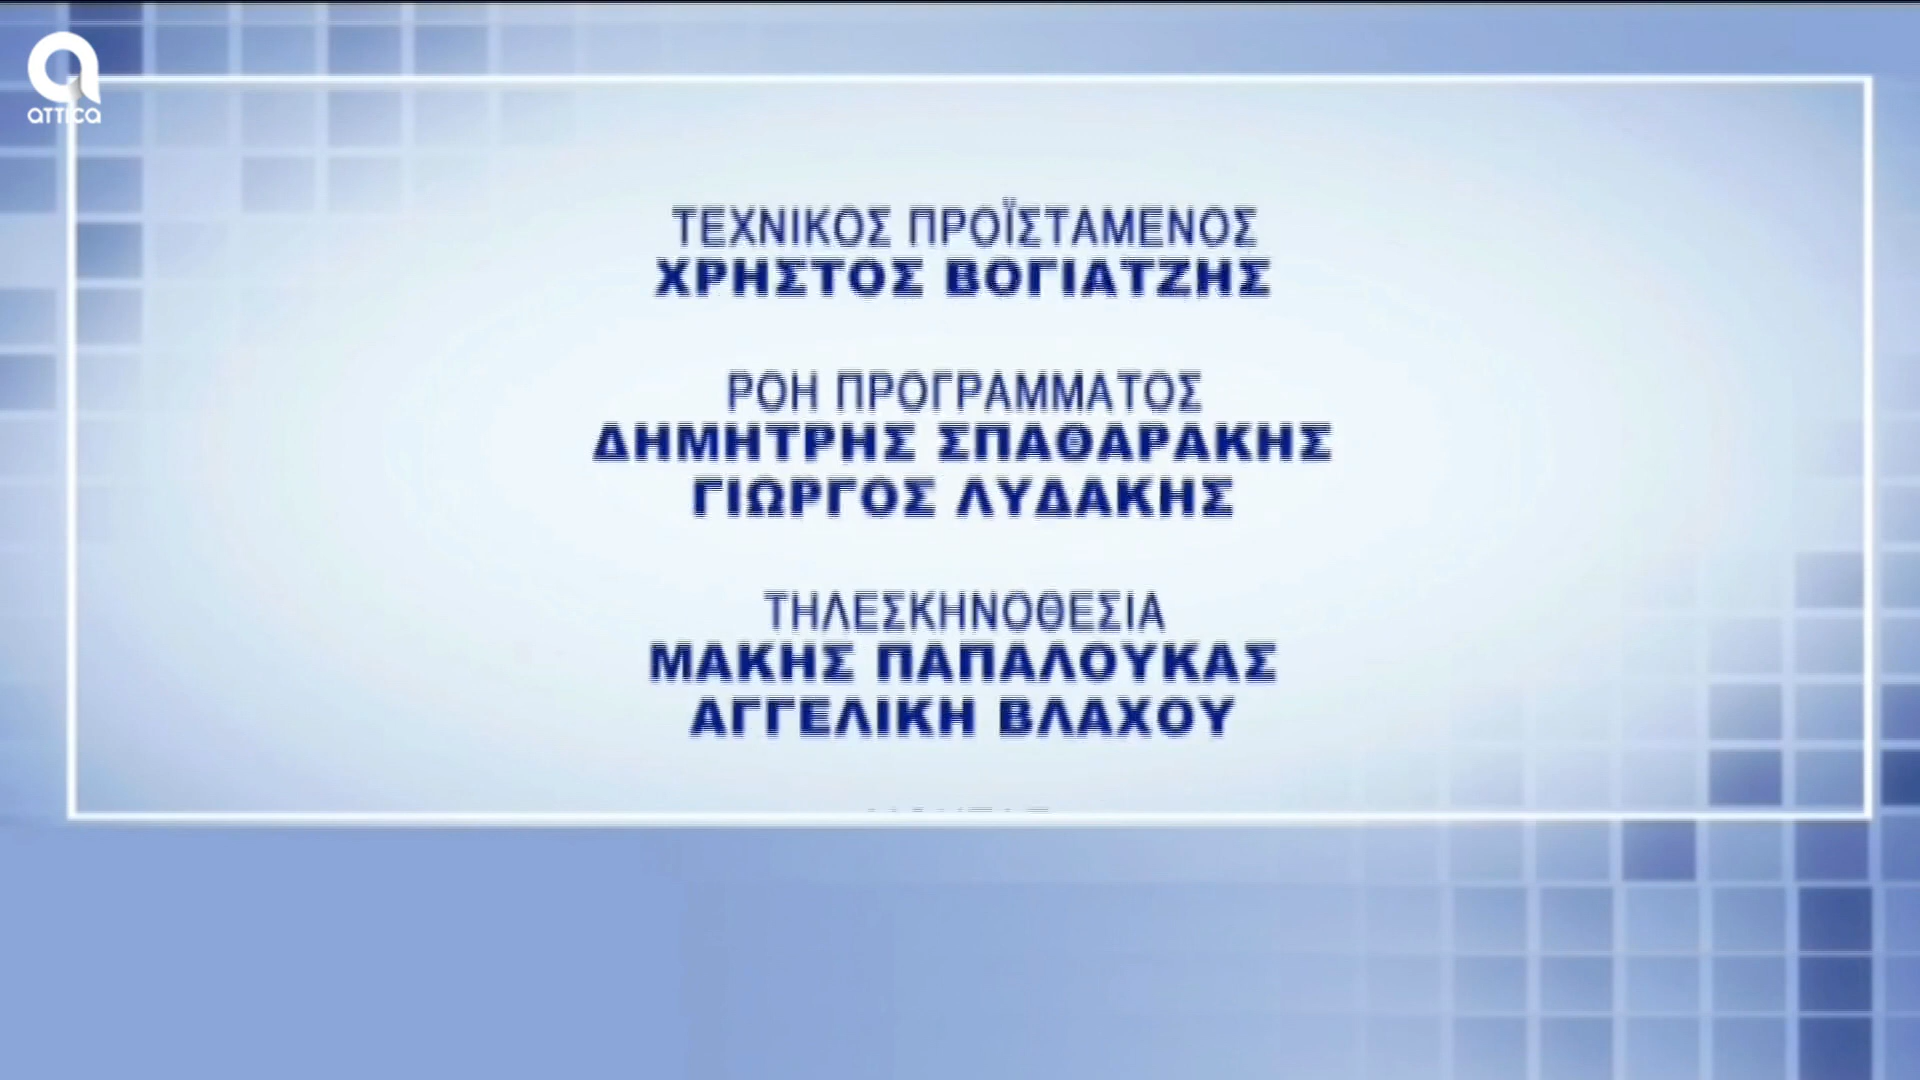 attica
ΤΕΧΝΙΚΟΣ ΠΡΟΪΣΤΑΜΕΝΟΣ
ΧΡΗΣΤΟΣ ΒΟΓΙΑΤΖΗΣ
ΡΟΗ ΠΡΟΓΡΑΜΜΑΤΟΣ
ΔΗΜΗΤΡΗΣ ΣΠΑΘΑΡΑΚΗΣ
ΓΙΩΡΓΟΣ ΛΥΔΑΚΗΣ
ΤΗΛΕΣΚΗΝΟΘΕΣΙΑ
ΜΑΚΗΣ ΠΑΠΑΛΟΥΚΑΣ
ΑΓΓΕΛΙΚΗ ΒΛΑΧΟΥ